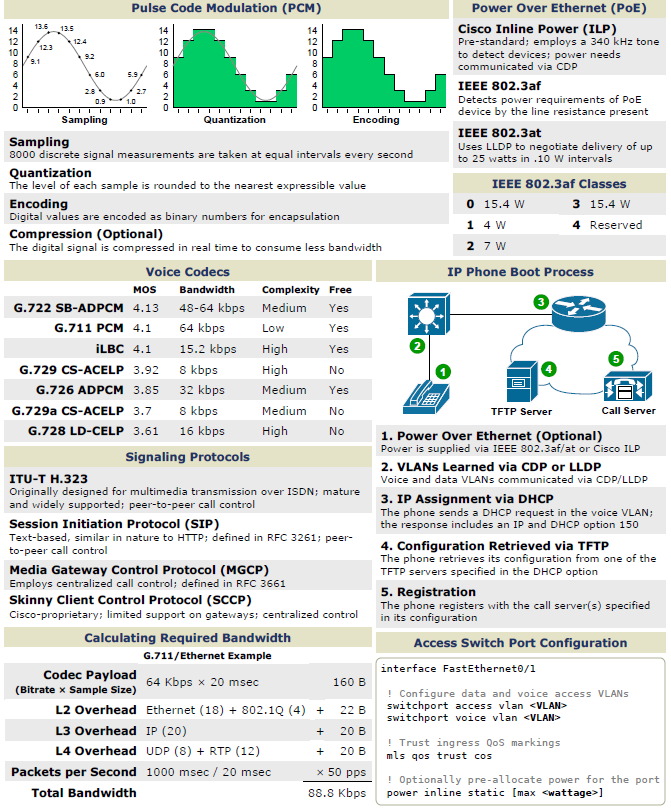 Pulse Code Modulation (PCM)
14
12
10
8
6
4
2
0
13.6
13.5
12.3
12.4
9.1
9.2
6.0
5.9
2.8
2.7
0.9
1.0
Sampling
14
12
10
8
6
4
2
0
Quantization
14
12
10
8
6
4
2
0
Encoding
Sampling
8000 discrete signal measurements are taken at equal intervals every second
Quantization
The level of each sample is rounded to the nearest expressible value
Encoding
Digital values are encoded as binary numbers for encapsulation
Compression (Optional)
The digital signal is compressed in real time to consume less bandwidth
Power Over Ethernet (PoE)
Cisco Inline Power (ILP)
Pre-standard; employs a 340 kHz tone
to detect devices; power needs
communicated via CDP
IEEE 802.3af
Detects power requirements of PoE
device by the line resistance present
IEEE 802.3at
Uses LLDP to negotiate delivery of up
to 25 watts in .10 W intervals
IEEE 802.3af Classes
0 15.4 W 3 15.4 W
1 4 W 4 Reserved
2 7 W
Voice Codecs
MOS Bandwidth Complexity Free
G.722 SB-ADPCM 4.13 48-64 kbps Medium Yes
G.711 PCM 4.1 64 kbps Low Yes
iLBC 4.1 15.2 kbps High Yes
G.729 CS-ACELP 3.92 8 kbps High No
G.726 ADPCM 3.85 32 kbps Medium Yes
G.729a CS-ACELP 3.7 8 kbps Medium No
G.728 LD-CELP 3.61 16 kbps High No
Signaling Protocols
ITU-T H.323
Originally designed for multimedia transmission over ISDN; mature
and widely supported; peer-to-peer call control
Session Initiation Protocol (SIP)
Text-based, similar in nature to HTTP; defined in RFC 3261; peer-
to-peer call control
Media Gateway Control Protocol (MGCP)
Employs centralized call control; defined in RFC 3661
Skinny Client Control Protocol (SCCP)
Cisco-proprietary; limited support on gateways; centralized control
Calculating Required Bandwidth
G.711/Ethernet Example
Codec Payload
(Bitrate × Sample Size)
64 Kbps × 20 msec 160 B
L2 Overhead Ethernet (18) + 802.1Q (4) + 22 B
L3 Overhead IP (20) + 20 B
L4 Overhead UDP (8) + RTP (12) + 20 B
Packets per Second 1000 msec / 20 msec × 50 pps
Total Bandwidth 88.8 Kbps
IP Phone Boot Process
3
2
1
4
5
TFTP Server
Call Server
1. Power Over Ethernet (Optional)
Power is supplied via IEEE 802.3af/at or Cisco ILP
2. VLANs Learned via CDP or LLDP
Voice and data VLANs communicated via CDP/LLDP
3. IP Assignment via DHCP
The phone sends a DHCP request in the voice VLAN;
the response includes an IP and DHCP option 150
4. Configuration Retrieved via TFTP
The phone retrieves its configuration from one of the
TFTP servers specified in the DHCP option
5. Registration
The phone registers with the call server(s) specified
in its configuration
Access Switch Port Configuration
interface FastEthernet0/1
! Configure data and voice access VLANs
switchport access vlan <VLAN>
switchport voice vlan <VLAN>
! Trust ingress QoS markings
mls qos trust cos
! Optionally pre-allocate power for the port
power inline static [max <wattage>]